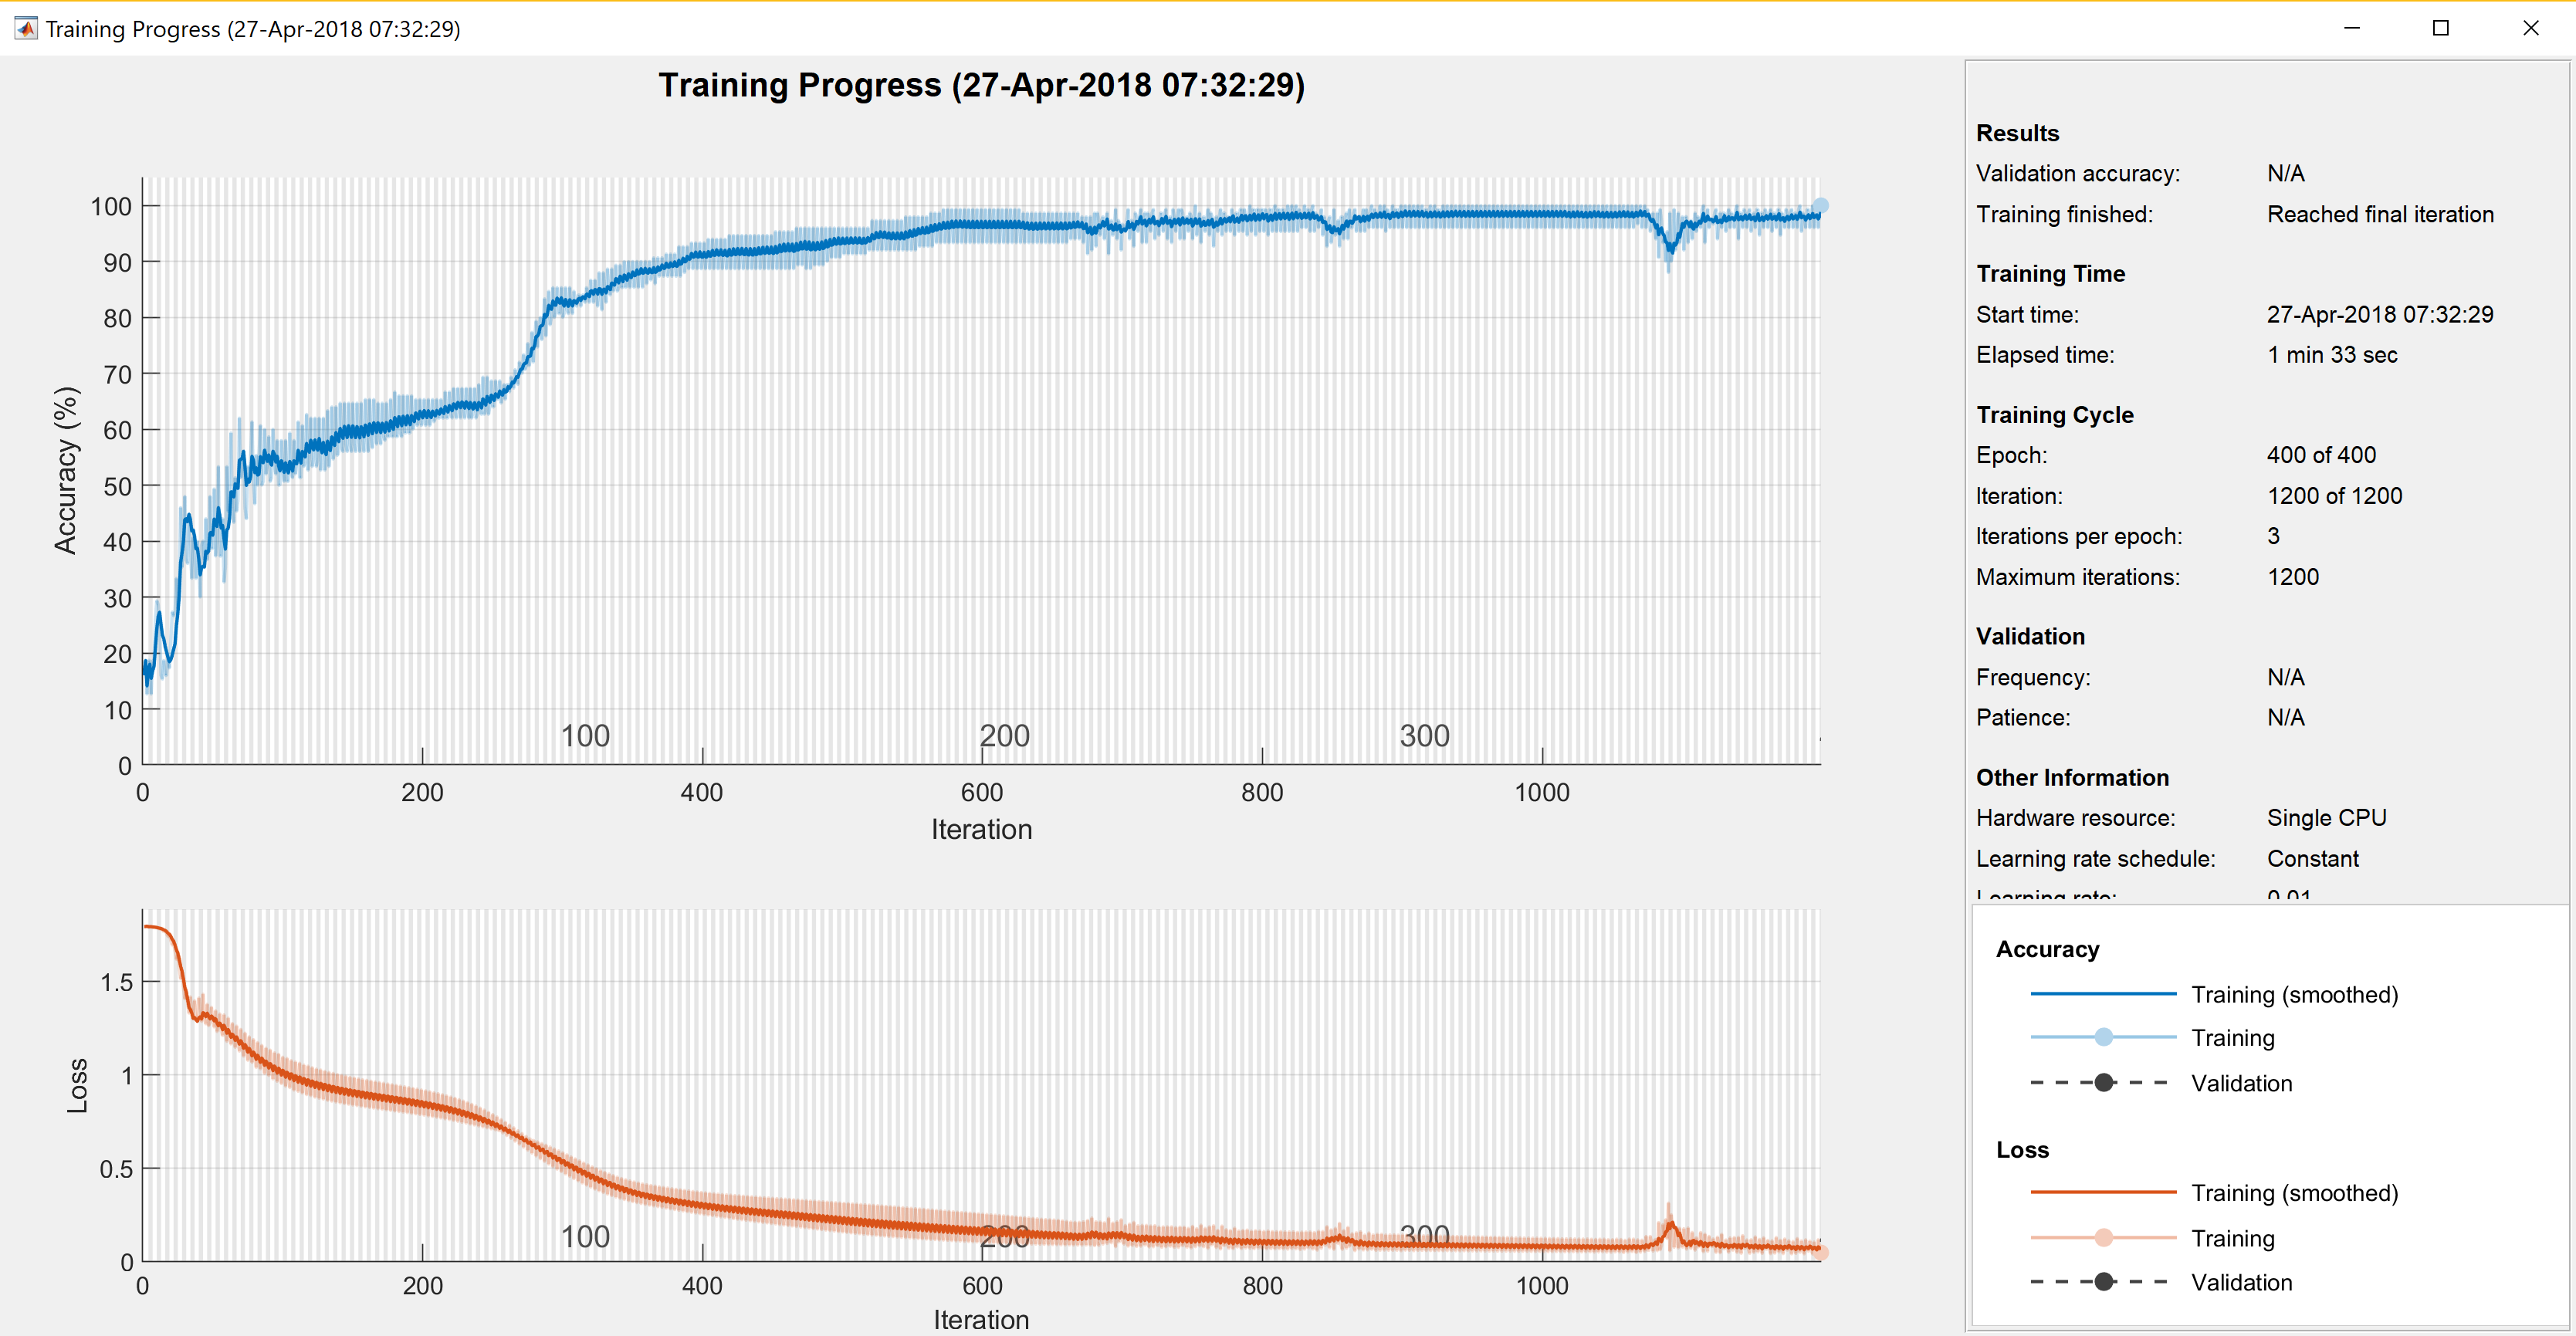 Training Progress (27-Apr-2018 07:32:29)
Training Progress (27-Apr-2018 07:32:29)
Accuracy (%)
100
90
80
70
60
50
40
30
20
10
0
100 200 300
0 200 400 600 800 1000
Iteration
Loss
1.5
1
0.5
0
100 200 300
0 200 400 600 800 1000
Iteration
Results
Validation accuracy: N/A
Training finished: Reached final iteration
Training Time
Start time: 27-Apr-2018 07:32:29
Elapsed time: 1 min 33 sec
Training Cycle
Epoch: 400 of 400
Iteration: 1200 of 1200
Iterations per epoch: 3
Maximum iterations: 1200
Validation
Frequency: N/A
Patience: N/A
Other Information
Hardware resource: Single CPU
Learning rate schedule: Constant
Learning rate: 0.01
Accuracy
Training (smoothed)
Training
Validation
Loss
Training (smoothed)
Training
Validation